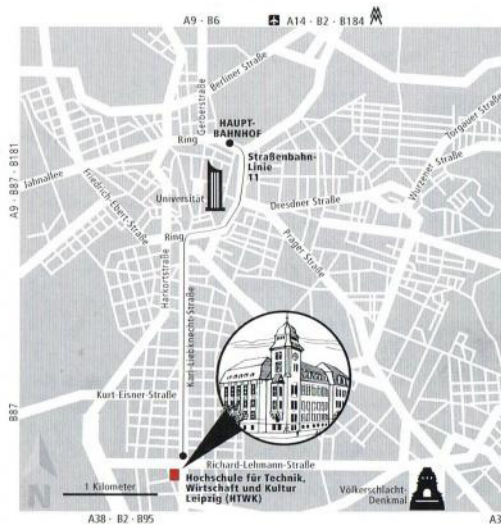 A9 · B6
A14 · B2 · B184
Berliner Straße
Gerberstraße
HAUPT-
BAHNHOF
Ring
Straßenbahn-
Linie
11
Torgauer Straße
Wurzener Straße
A9 · B87 · B181
Jahnallee
Friedrich-Ebert-Straße
Universität
Dresdner Straße
Ring
Prager Straße
Harkortstraße
Karl-Liebknecht-Straße
Kurt-Eisner-Straße
B87
Richard-Lehmann-Straße
Hochschule für Technik,
Wirtschaft und Kultur
Leipzig (HTWK)
1 Kilometer
N
Völkerschlacht-
Denkmal
A38 · B2 · B95